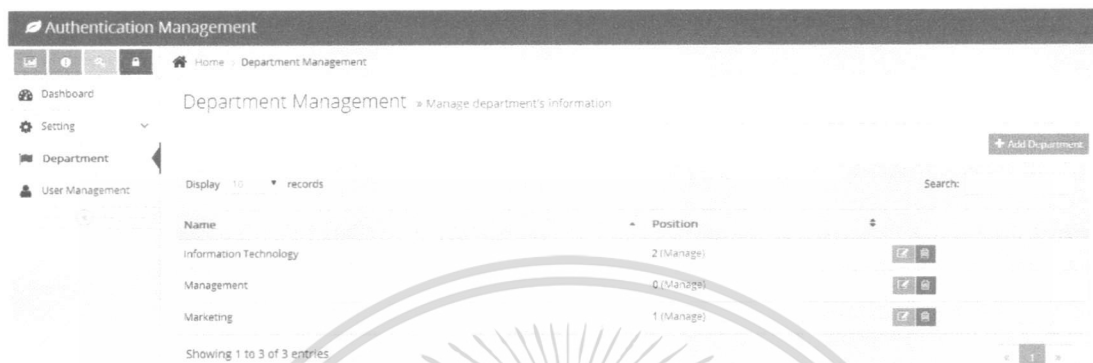 Authentication Management
Home Department Management
Dashboard
Setting
Department
User Management
Department Management » Manage department's information
+ Add Department
Display 10 records
Search:
Name Position
Information Technology 2 (Manage)
Management 0 (Manage)
Marketing 1 (Manage)
Showing 1 to 3 of 3 entries
« 1 »